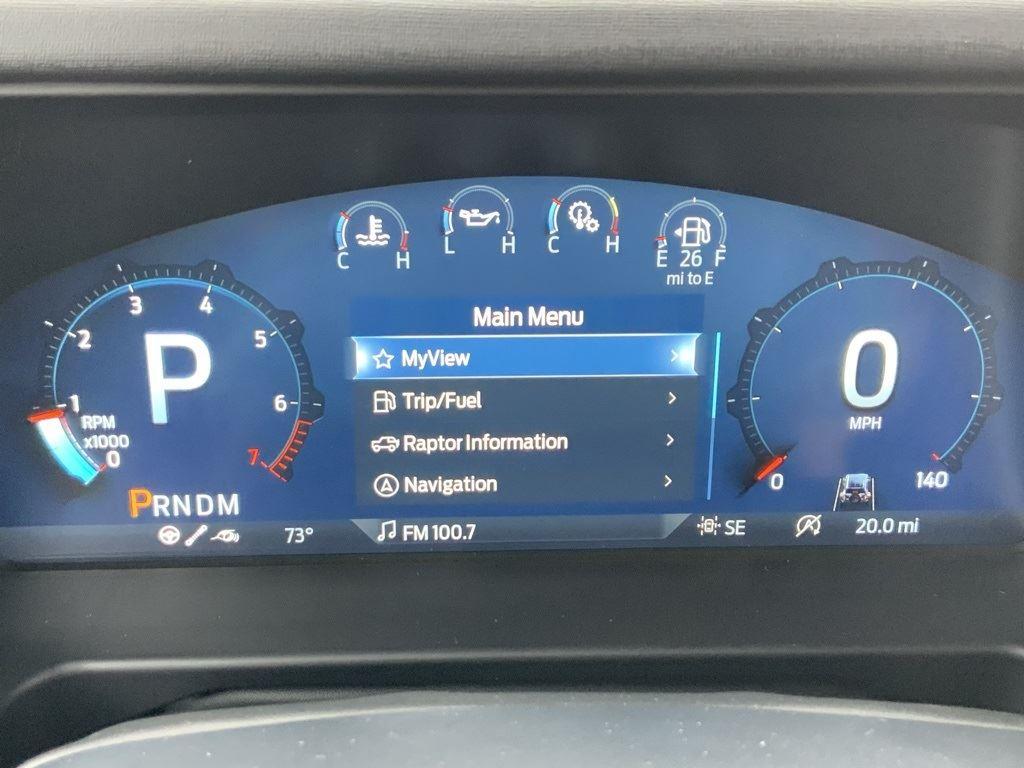 C H
L H
C H
E 26 F
mi to E
0
1
2
3
4
5
6
7
RPM
x1000
P
PRNDM
73°
Main Menu
MyView
Trip/Fuel
Raptor Information
Navigation
FM 100.7
0
MPH
0
140
SE
20.0 mi